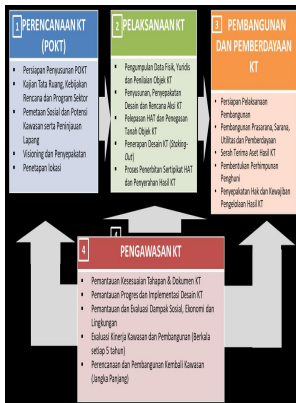 1 PERENCANAAN KT
(POKT)
• Persiapan Penyusunan POKT
• Kajian Tata Ruang, Kebijakan
Rencana dan Program Sektor
• Pemetaan Sosial dan Potensi
Kawasan serta Peninjauan
Lapang
• Visioning dan Penyepakatan
• Penetapan lokasi
2 PELAKSANAAN KT
• Pengumpulan Data Fisik, Yuridis
dan Penilaian Objek KT
• Penyusunan, Penyepakatan
Desain dan Rencana Aksi KT
• Pelepasan HAT dan Penegasan
Tanah Objek KT
• Penerapan Desain KT (Staking-
Out)
• Proses Penerbitan Sertipikat HAT
dan Penyerahan Hasil KT
3 PEMBANGUNAN
DAN PEMBERDAYAAN
KT
• Persiapan Pelaksanaan
Pembangunan
• Pembangunan Prasarana, Sarana,
Utilitas dan Pemberdayaan
• Serah Terima Aset Hasil KT
• Pembentukan Perhimpunan
Penghuni
• Penyepakatan Hak dan Kewajiban
Pengelolaan Hasil KT
4
4 PENGAWASAN KT
• Pemantauan Kesesuaian Tahapan & Dokumen KT
• Pemantauan Progres dan Implementasi Desain KT
• Pemantauan dan Evaluasi Dampak Sosial, Ekonomi dan
Lingkungan
• Evaluasi Kinerja Kawasan dan Pembangunan (Berkala
setiap 5 tahun)
• Perencanaan dan Pembangunan Kembali Kawasan
(Jangka Panjang)